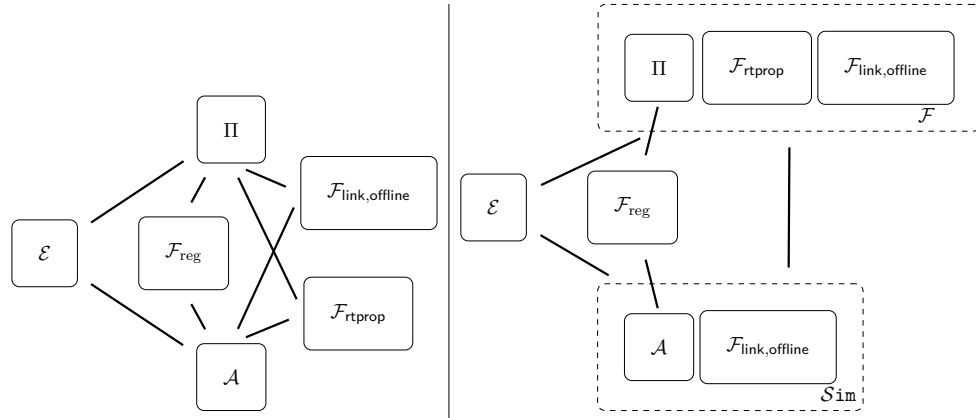 Π
ℱlink,offline
ℰ
ℱreg
ℱrtprop
𝒜
Π
ℱrtprop
ℱlink,offline
ℱ
ℰ
ℱreg
𝒜
ℱlink,offline
𝒮im